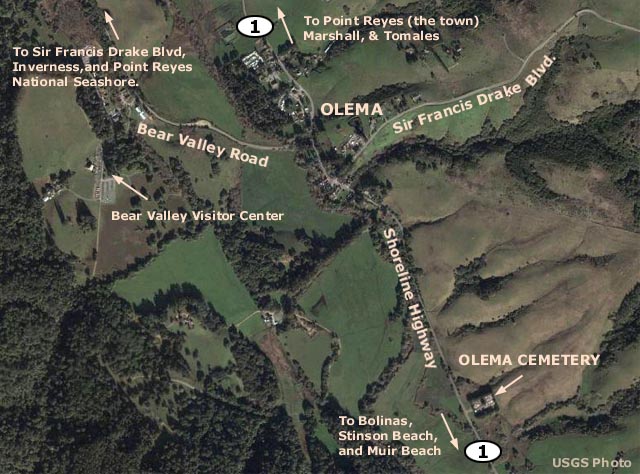 1
To Point Reyes (the town)
Marshall, & Tomales
To Sir Francis Drake Blvd,
Inverness,and Point Reyes
National Seashore.
OLEMA
Sir Francis Drake Blvd.
Bear Valley Road
Bear Valley Visitor Center
Shoreline Highway
OLEMA CEMETERY
To Bolinas,
Stinson Beach,
and Muir Beach
1
USGS Photo